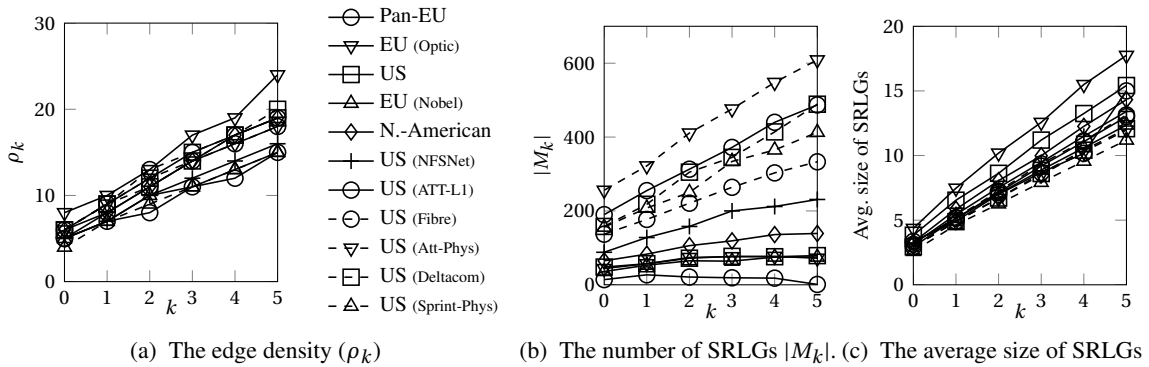 0 1 2 3 4 5
0
10
20
30
k
ρk
Pan-EU
EU (Optic)
US
EU (Nobel)
N.-American
US (NFSNet)
US (ATT-L1)
US (Fibre)
US (Att-Phys)
US (Deltacom)
US (Sprint-Phys)
0 1 2 3 4 5
0
200
400
600
k
|Mk|
0 1 2 3 4 5
0
5
10
15
20
k
Avg. size of SRLGs
(a) The edge density (ρk)
(b) The number of SRLGs |Mk|.
(c) The average size of SRLGs